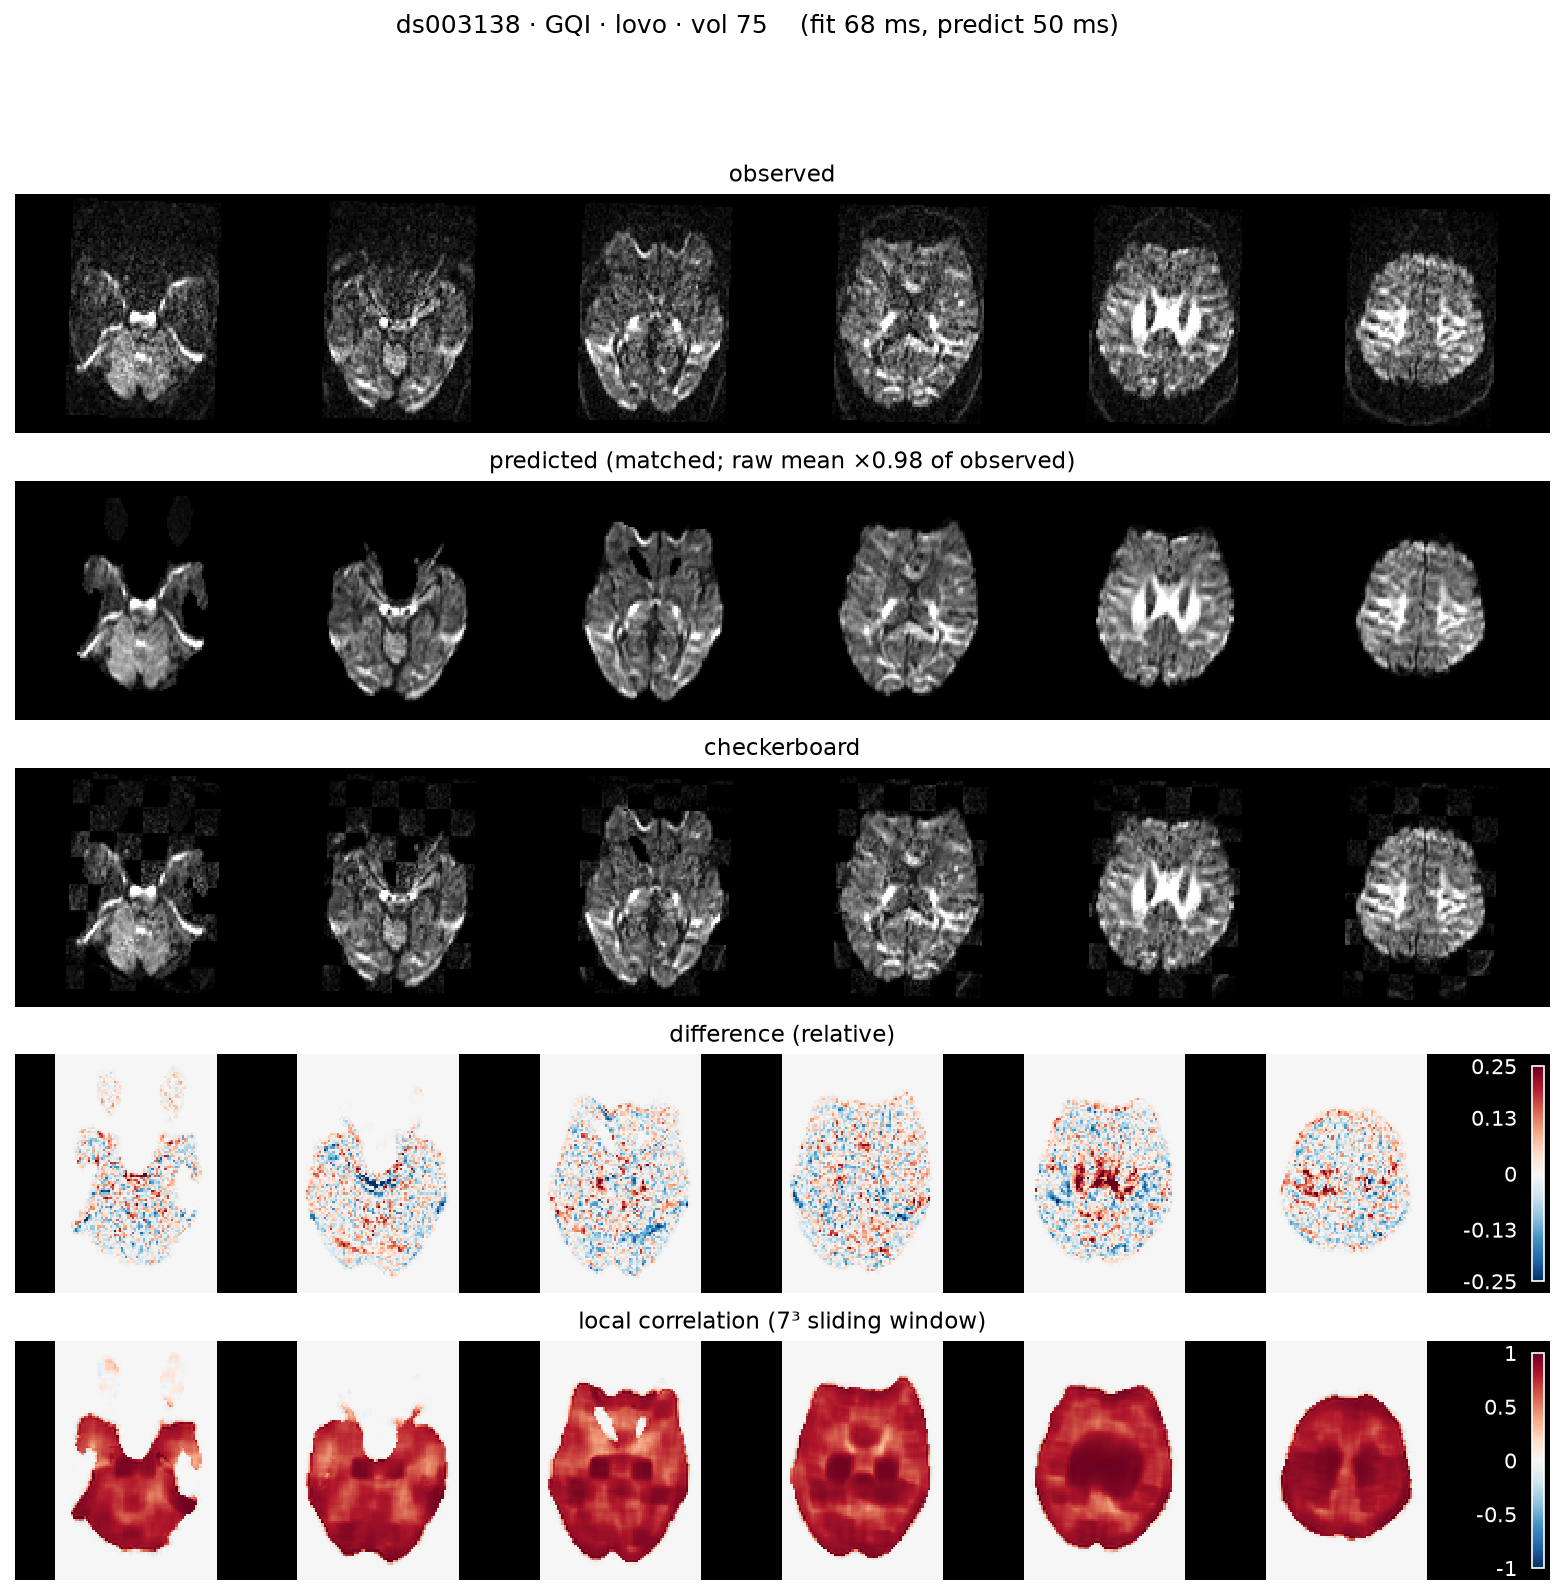 ds003138 · GQI · lovo · vol 75    (fit 68 ms, predict 50 ms)
observed
predicted (matched; raw mean ×0.98 of observed)
checkerboard
difference (relative)
0.25
0.13
0
-0.13
-0.25
local correlation (7³ sliding window)
1
0.5
0
-0.5
-1